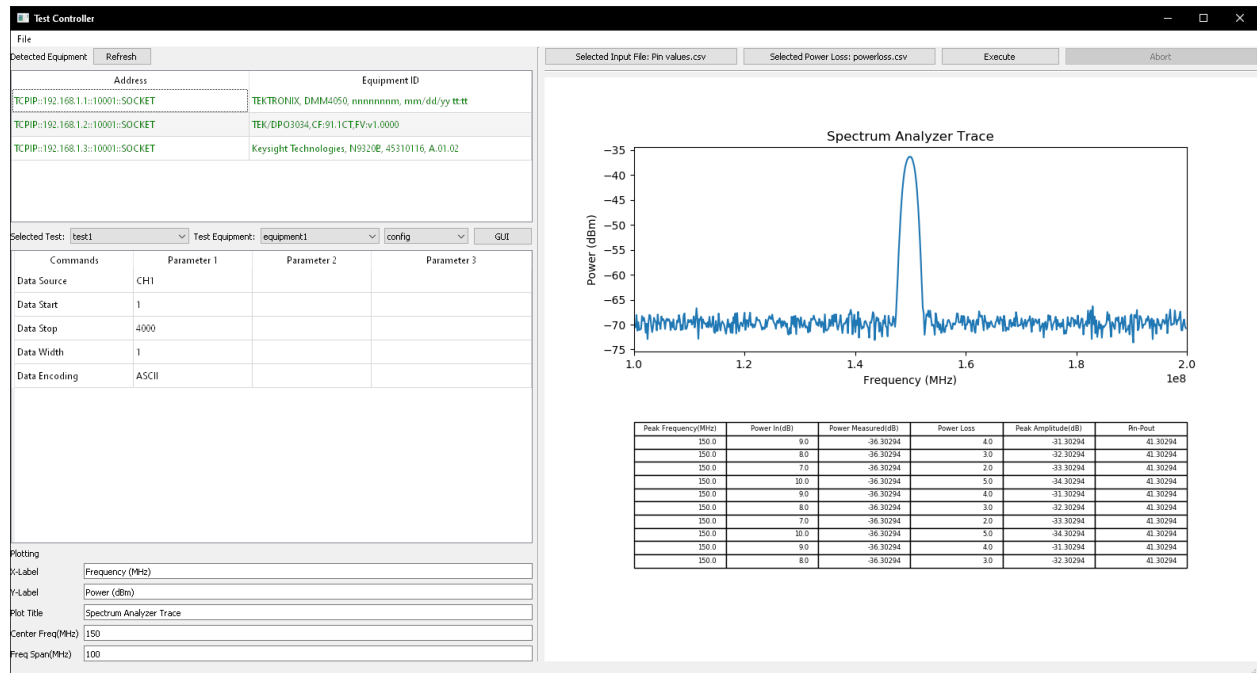 Test Controller
File
Detected Equipment Refresh
Address Equipment ID
TCPIP::192.168.1.1::10001::SOCKET TEKTRONIX, DMM4050, nnnnnnnn, mm/dd/yy tt:tt
TCPIP::192.168.1.2::10001::SOCKET TEK/DPO3034,CF:91.1CT,FV:v1.0000
TCPIP::192.168.1.3::10001::SOCKET Keysight Technologies, N9320B, 45310116, A.01.02
Selected Test: test1 Test Equipment: equipment1 config GUI
Commands Parameter 1 Parameter 2 Parameter 3
Data Source CH1
Data Start 1
Data Stop 4000
Data Width 1
Data Encoding ASCII
Plotting
X-Label Frequency (MHz)
Y-Label Power (dBm)
Plot Title Spectrum Analyzer Trace
Center Freq(MHz) 150
Freq Span(MHz) 100
Selected Input File: Pin values.csv Selected Power Loss: powerloss.csv Execute Abort
Spectrum Analyzer Trace
Power (dBm)
−35
−40
−45
−50
−55
−60
−65
−70
−75
1.0 1.2 1.4 1.6 1.8 2.0
Frequency (MHz)
1e8
Peak Frequency(MHz) Power In(dB) Power Measured(dB) Power Loss Peak Amplitude(dB) Pin-Pout
150.0 9.0 -36.30294 4.0 -31.30294 41.30294
150.0 8.0 -36.30294 3.0 -32.30294 41.30294
150.0 7.0 -36.30294 2.0 -33.30294 41.30294
150.0 10.0 -36.30294 5.0 -34.30294 41.30294
150.0 9.0 -36.30294 4.0 -31.30294 41.30294
150.0 8.0 -36.30294 3.0 -32.30294 41.30294
150.0 7.0 -36.30294 2.0 -33.30294 41.30294
150.0 10.0 -36.30294 5.0 -34.30294 41.30294
150.0 9.0 -36.30294 4.0 -31.30294 41.30294
150.0 8.0 -36.30294 3.0 -32.30294 41.30294